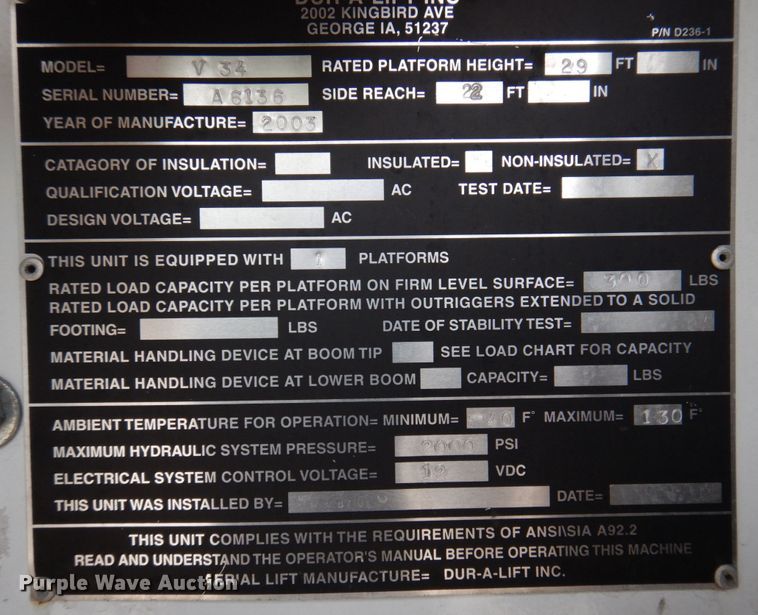 DUR-A-LIFT INC
2002 KINGBIRD AVE
GEORGE IA, 51237
P/N D236-1
MODEL= V 34 RATED PLATFORM HEIGHT= 29 FT IN
SERIAL NUMBER= A6136 SIDE REACH= 22 FT IN
YEAR OF MANUFACTURE= 2003
CATAGORY OF INSULATION= INSULATED= NON-INSULATED= X
QUALIFICATION VOLTAGE= AC TEST DATE=
DESIGN VOLTAGE= AC
THIS UNIT IS EQUIPPED WITH 1 PLATFORMS
RATED LOAD CAPACITY PER PLATFORM ON FIRM LEVEL SURFACE= 300 LBS
RATED LOAD CAPACITY PER PLATFORM WITH OUTRIGGERS EXTENDED TO A SOLID
FOOTING= LBS DATE OF STABILITY TEST=
MATERIAL HANDLING DEVICE AT BOOM TIP SEE LOAD CHART FOR CAPACITY
MATERIAL HANDLING DEVICE AT LOWER BOOM CAPACITY= LBS
AMBIENT TEMPERATURE FOR OPERATION= MINIMUM= F° MAXIMUM= 130 F°
MAXIMUM HYDRAULIC SYSTEM PRESSURE= 2000 PSI
ELECTRICAL SYSTEM CONTROL VOLTAGE= 12 VDC
THIS UNIT WAS INSTALLED BY= DATE=
THIS UNIT COMPLIES WITH THE REQUIREMENTS OF ANSI\SIA A92.2
READ AND UNDERSTAND THE OPERATOR'S MANUAL BEFORE OPERATING THIS MACHINE
LIFT MANUFACTURE= DUR-A-LIFT INC.
Purple Wave Auction